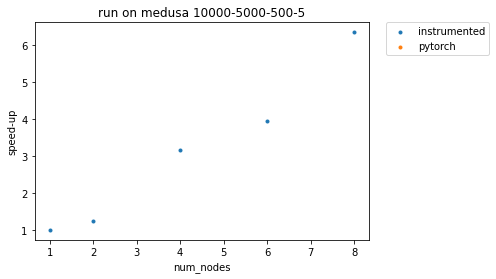 run on medusa 10000-5000-500-5
instrumented
pytorch
6
5
4
3
2
1
speed-up
1 2 3 4 5 6 7 8
num_nodes